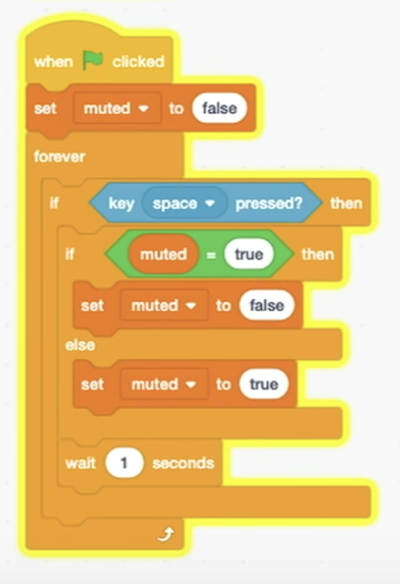 when clicked
set muted to false
forever
if key space pressed? then
if muted = true then
set muted to false
else
set muted to true
wait 1 seconds